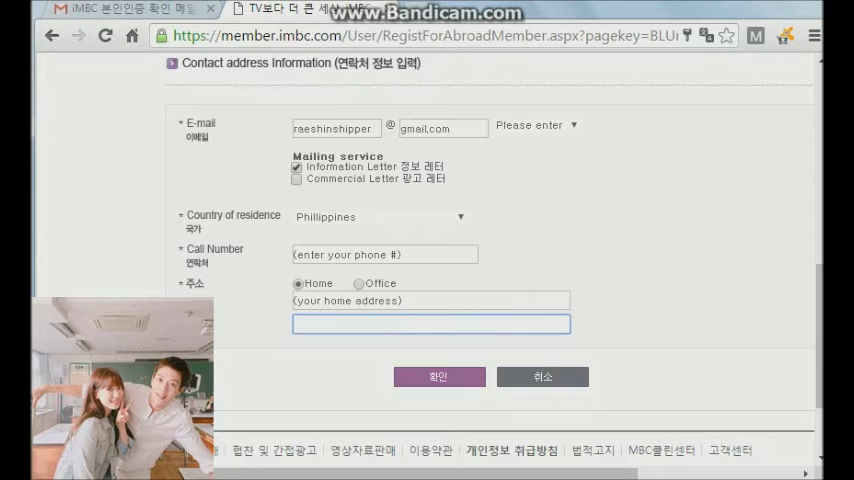 www.Bandicam.com
iMBC 본인인증 확인 메일
TV보다 더 큰 세상 iMBC
https://member.imbc.com/User/RegistForAbroadMember.aspx?pagekey=BLU
Contact address Information (연락처 정보 입력)
* E-mail
이메일
raeshinshipper @ gmail,com Please enter ▼
Mailing service
Information Letter 정보 레터
Commercial Letter 광고 레터
* Country of residence
국가
Phillippines ▼
* Call Number
연락처
(enter your phone #)
* 주소
Home Office
(your home address)
확인 취소
협찬 및 간접광고 영상자료판매 이용약관 개인정보 취급방침 법적고지 MBC클린센터 고객센터